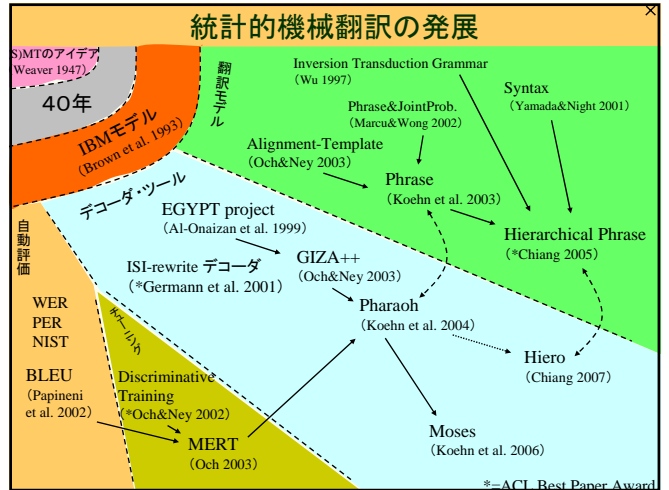 統計的機械翻訳の発展
S)MTのアイデア
Weaver 1947)
40年
IBMモデル
(Brown et al. 1993)
翻訳モデル
Inversion Transduction Grammar
(Wu 1997)
Syntax
(Yamada&Night 2001)
Phrase&JointProb.
(Marcu&Wong 2002)
Alignment-Template
(Och&Ney 2003)
Phrase
(Koehn et al. 2003)
Hierarchical Phrase
(*Chiang 2005)
デコーダ・ツール
EGYPT project
(Al-Onaizan et al. 1999)
GIZA++
(Och&Ney 2003)
ISI-rewrite デコーダ
(*Germann et al. 2001)
Pharaoh
(Koehn et al. 2004)
Hiero
(Chiang 2007)
Moses
(Koehn et al. 2006)
自動評価
WER
PER
NIST
BLEU
(Papineni
et al. 2002)
チューニング
Discriminative
Training
(*Och&Ney 2002)
MERT
(Och 2003)
*=ACL Best Paper Award